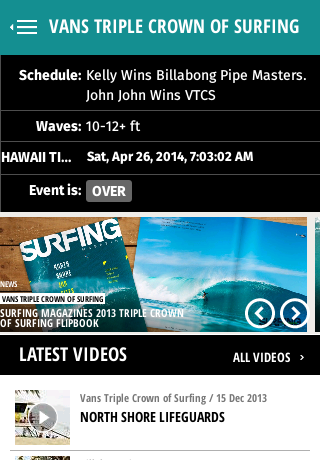 VANS TRIPLE CROWN OF SURFING
Schedule: Kelly Wins Billabong Pipe Masters.
John John Wins VTCS
Waves: 10-12+ ft
HAWAII TI... Sat, Apr 26, 2014, 7:03:02 AM
Event is: OVER
SURFING
NEWS
VANS TRIPLE CROWN OF SURFING
SURFING MAGAZINES 2013 TRIPLE CROWN
OF SURFING FLIPBOOK
LATEST VIDEOS
ALL VIDEOS
Vans Triple Crown of Surfing / 15 Dec 2013
NORTH SHORE LIFEGUARDS